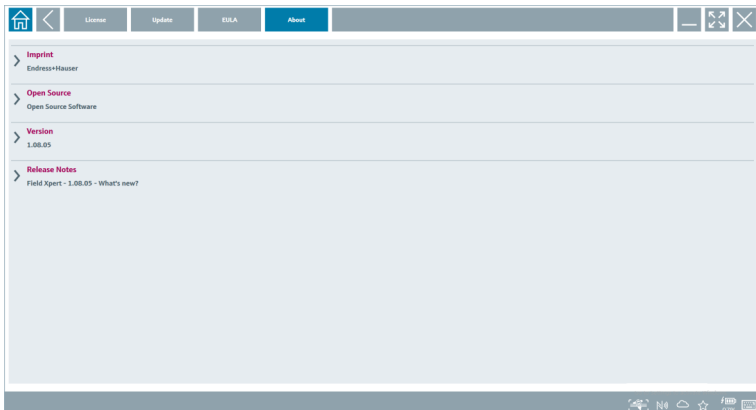 License
Update
EULA
About
Imprint
Endress+Hauser
Open Source
Open Source Software
Version
1.08.05
Release Notes
Field Xpert - 1.08.05 - What's new?